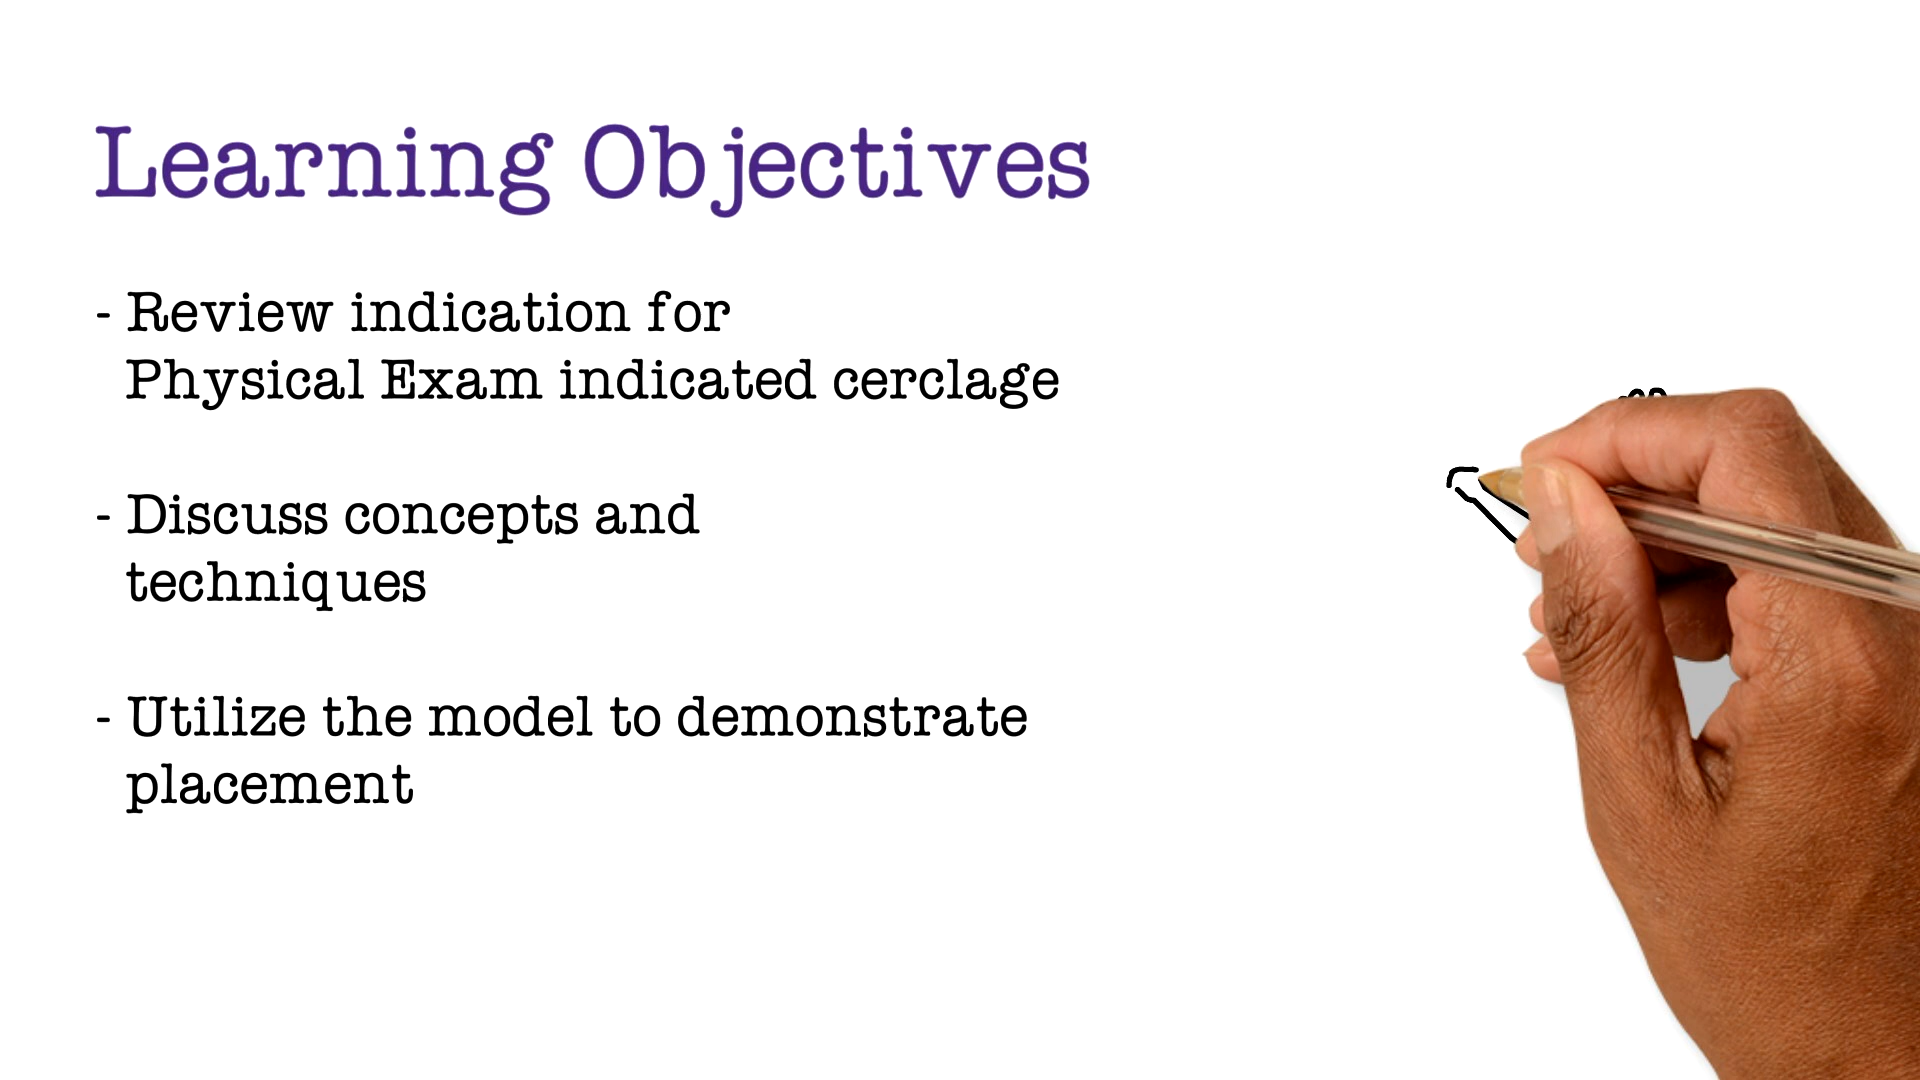 Learning Objectives
- Review indication for
Physical Exam indicated cerclage
- Discuss concepts and
techniques
- Utilize the model to demonstrate
placement